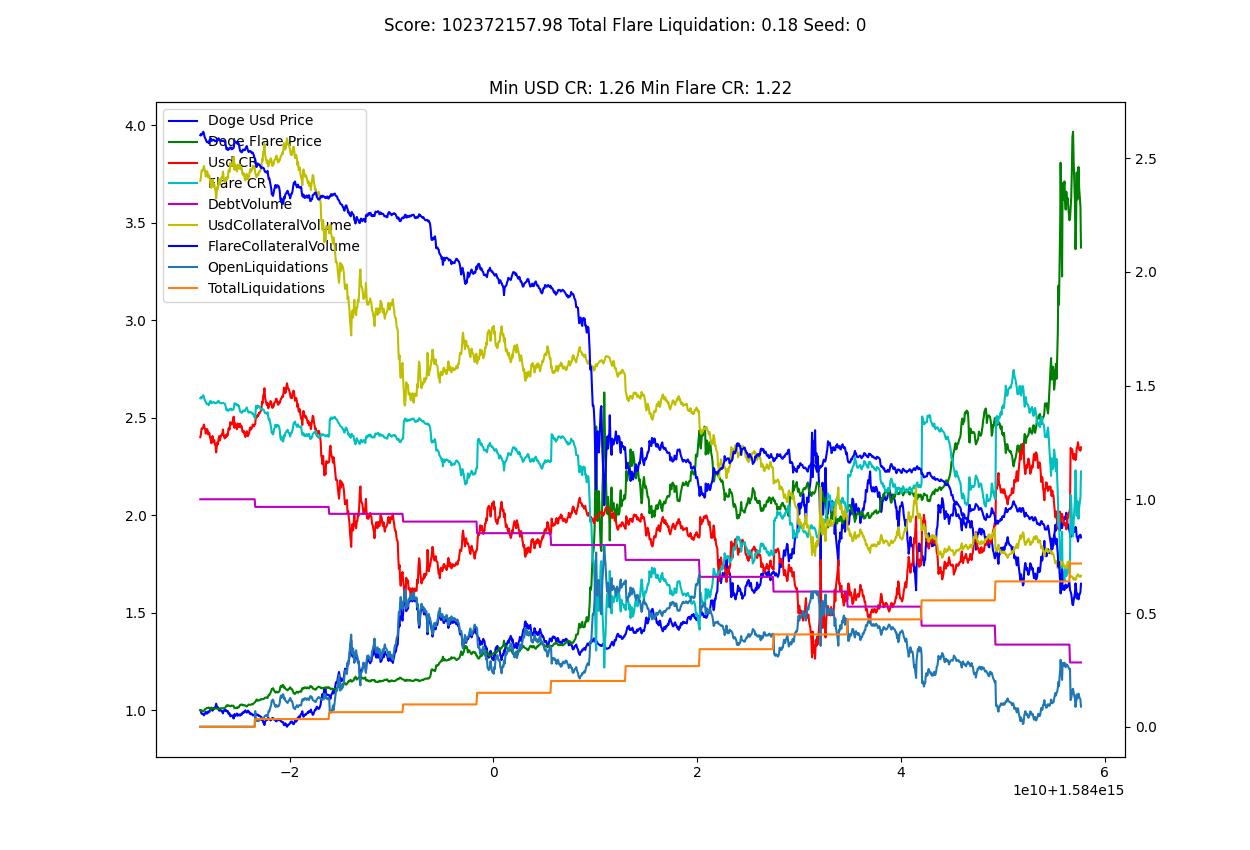 Score: 102372157.98 Total Flare Liquidation: 0.18 Seed: 0
Min USD CR: 1.26 Min Flare CR: 1.22
Doge Usd Price
Doge Flare Price
Usd CR
Flare CR
DebtVolume
UsdCollateralVolume
FlareCollateralVolume
OpenLiquidations
TotalLiquidations
4.0
3.5
3.0
2.5
2.0
1.5
1.0
2.5
2.0
1.5
1.0
0.5
0.0
−2
0
2
4
6
1e10+1.584e15